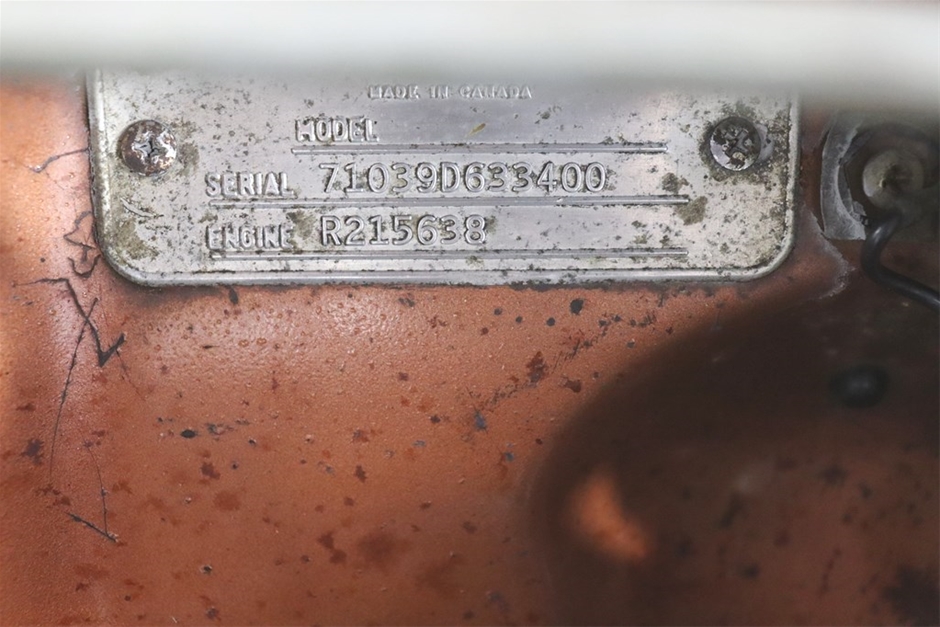 MADE IN CANADA
MODEL
SERIAL 71039D633400
ENGINE R215638